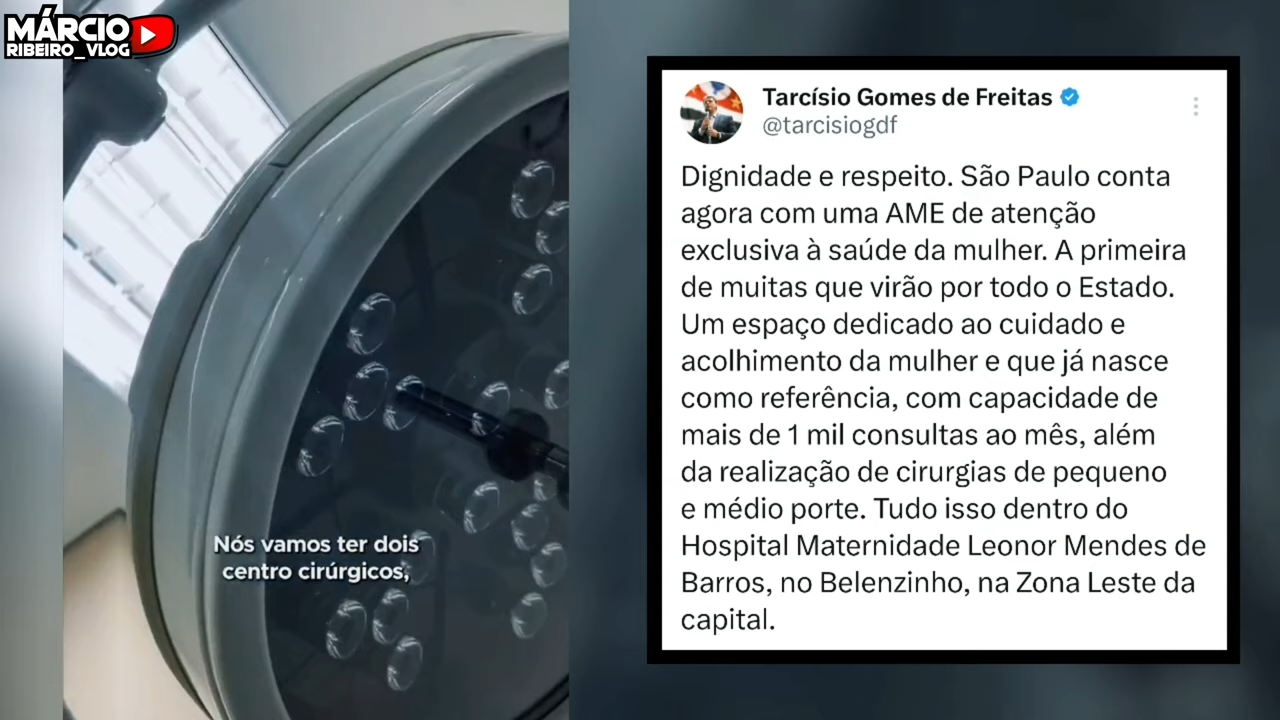 MÁRCIO
RIBEIRO_VLOG
Nós vamos ter dois
centro cirúrgicos,
Tarcísio Gomes de Freitas
@tarcisiogdf
Dignidade e respeito. São Paulo conta
agora com uma AME de atenção
exclusiva à saúde da mulher. A primeira
de muitas que virão por todo o Estado.
Um espaço dedicado ao cuidado e
acolhimento da mulher e que já nasce
como referência, com capacidade de
mais de 1 mil consultas ao mês, além
da realização de cirurgias de pequeno
e médio porte. Tudo isso dentro do
Hospital Maternidade Leonor Mendes de
Barros, no Belenzinho, na Zona Leste da
capital.